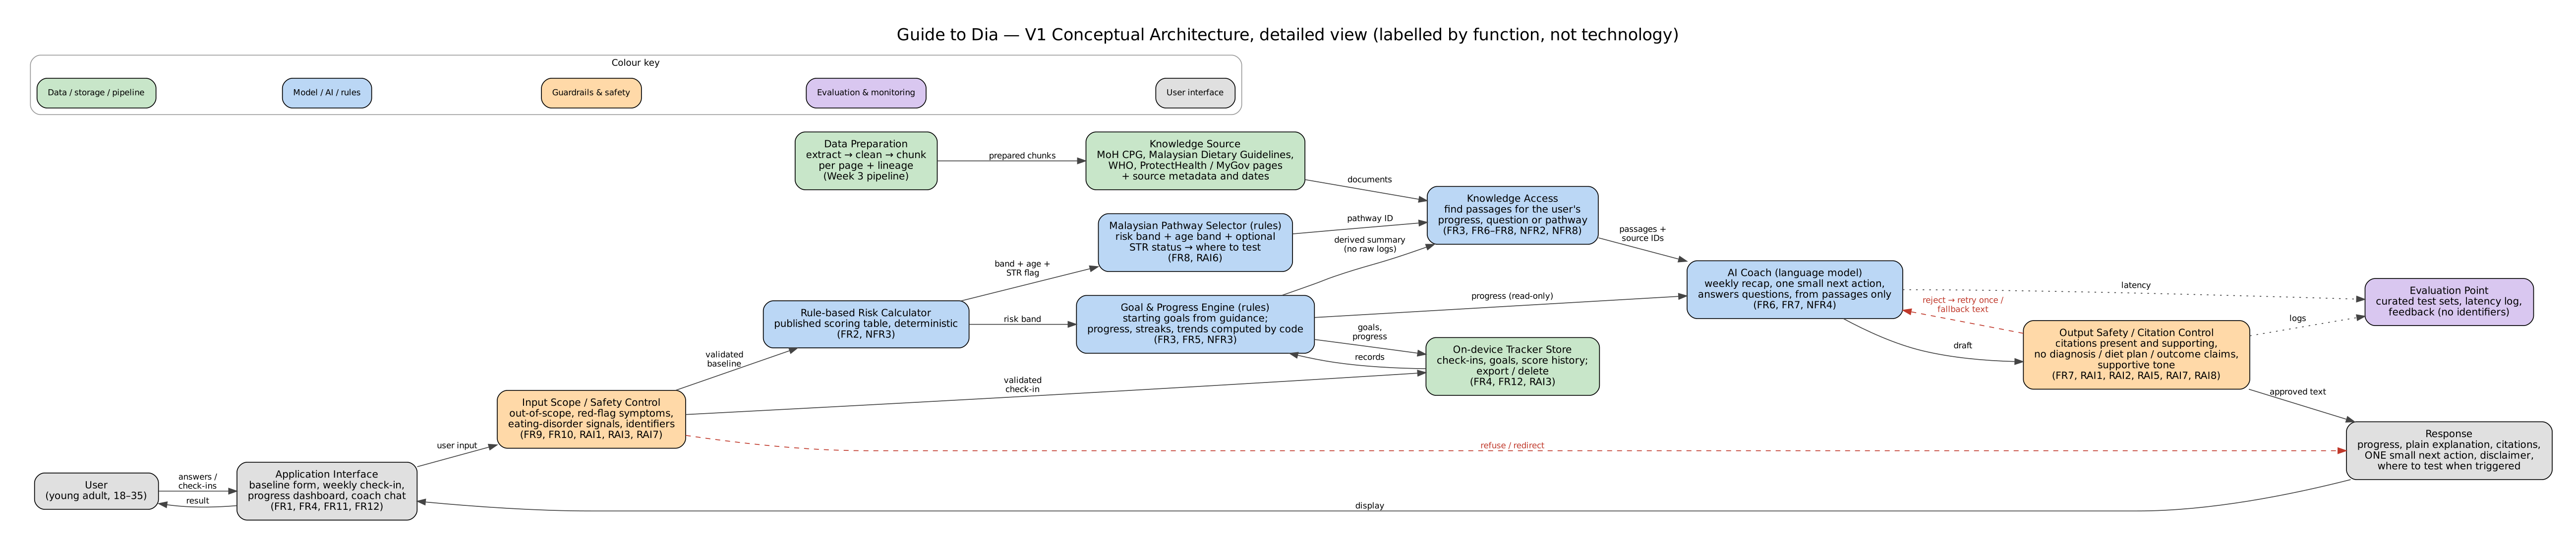 Guide to Dia — V1 Conceptual Architecture, detailed view (labelled by function, not technology)
Colour key
Data / storage / pipeline
Model / AI / rules
Guardrails & safety
Evaluation & monitoring
User interface
Data Preparation
extract → clean → chunk
per page + lineage
(Week 3 pipeline)
prepared chunks
Knowledge Source
MoH CPG, Malaysian Dietary Guidelines,
WHO, ProtectHealth / MyGov pages
+ source metadata and dates
documents
Knowledge Access
find passages for the user's
progress, question or pathway
(FR3, FR6–FR8, NFR2, NFR8)
Malaysian Pathway Selector (rules)
risk band + age band + optional
STR status → where to test
(FR8, RAI6)
pathway ID
derived summary
(no raw logs)
passages +
source IDs
band + age +
STR flag
AI Coach (language model)
weekly recap, one small next action,
answers questions, from passages only
(FR6, FR7, NFR4)
latency
reject → retry once /
fallback text
Evaluation Point
curated test sets, latency log,
feedback (no identifiers)
logs
Rule-based Risk Calculator
published scoring table, deterministic
(FR2, NFR3)
risk band
Goal & Progress Engine (rules)
starting goals from guidance;
progress, streaks, trends computed by code
(FR3, FR5, NFR3)
progress (read-only)
goals,
progress
records
On-device Tracker Store
check-ins, goals, score history;
export / delete
(FR4, FR12, RAI3)
draft
Output Safety / Citation Control
citations present and supporting,
no diagnosis / diet plan / outcome claims,
supportive tone
(FR7, RAI1, RAI2, RAI5, RAI7, RAI8)
validated
baseline
validated
check-in
approved text
Input Scope / Safety Control
out-of-scope, red-flag symptoms,
eating-disorder signals, identifiers
(FR9, FR10, RAI1, RAI3, RAI7)
user input
refuse / redirect
Response
progress, plain explanation, citations,
ONE small next action, disclaimer,
where to test when triggered
User
(young adult, 18–35)
answers /
check-ins
result
Application Interface
baseline form, weekly check-in,
progress dashboard, coach chat
(FR1, FR4, FR11, FR12)
display